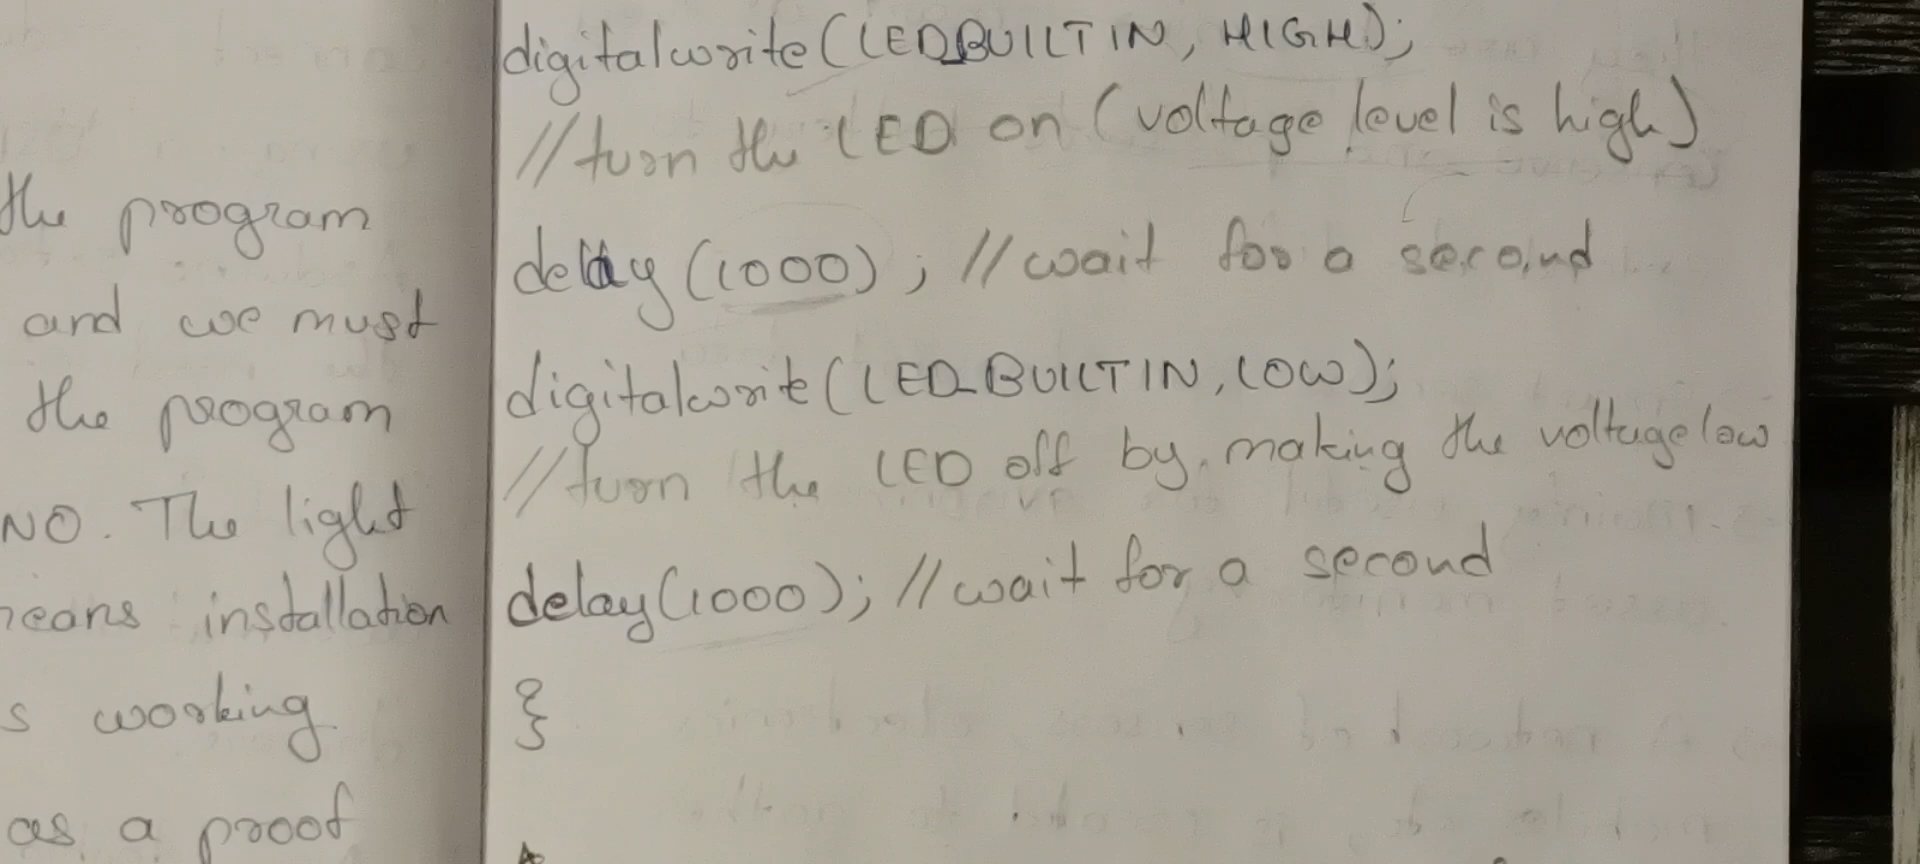 the program
and we must
the program
NO. The light
installation
s working
as a proof
digitalwrite(LED_BUILTIN, HIGH);
//turn the LED on (voltage level is high)
delay (1000) ; //wait for a second
digitalwrite(LED_BUILTIN, LOW);
//turn the LED off by making the voltage low
delay(1000); //wait for a second
}